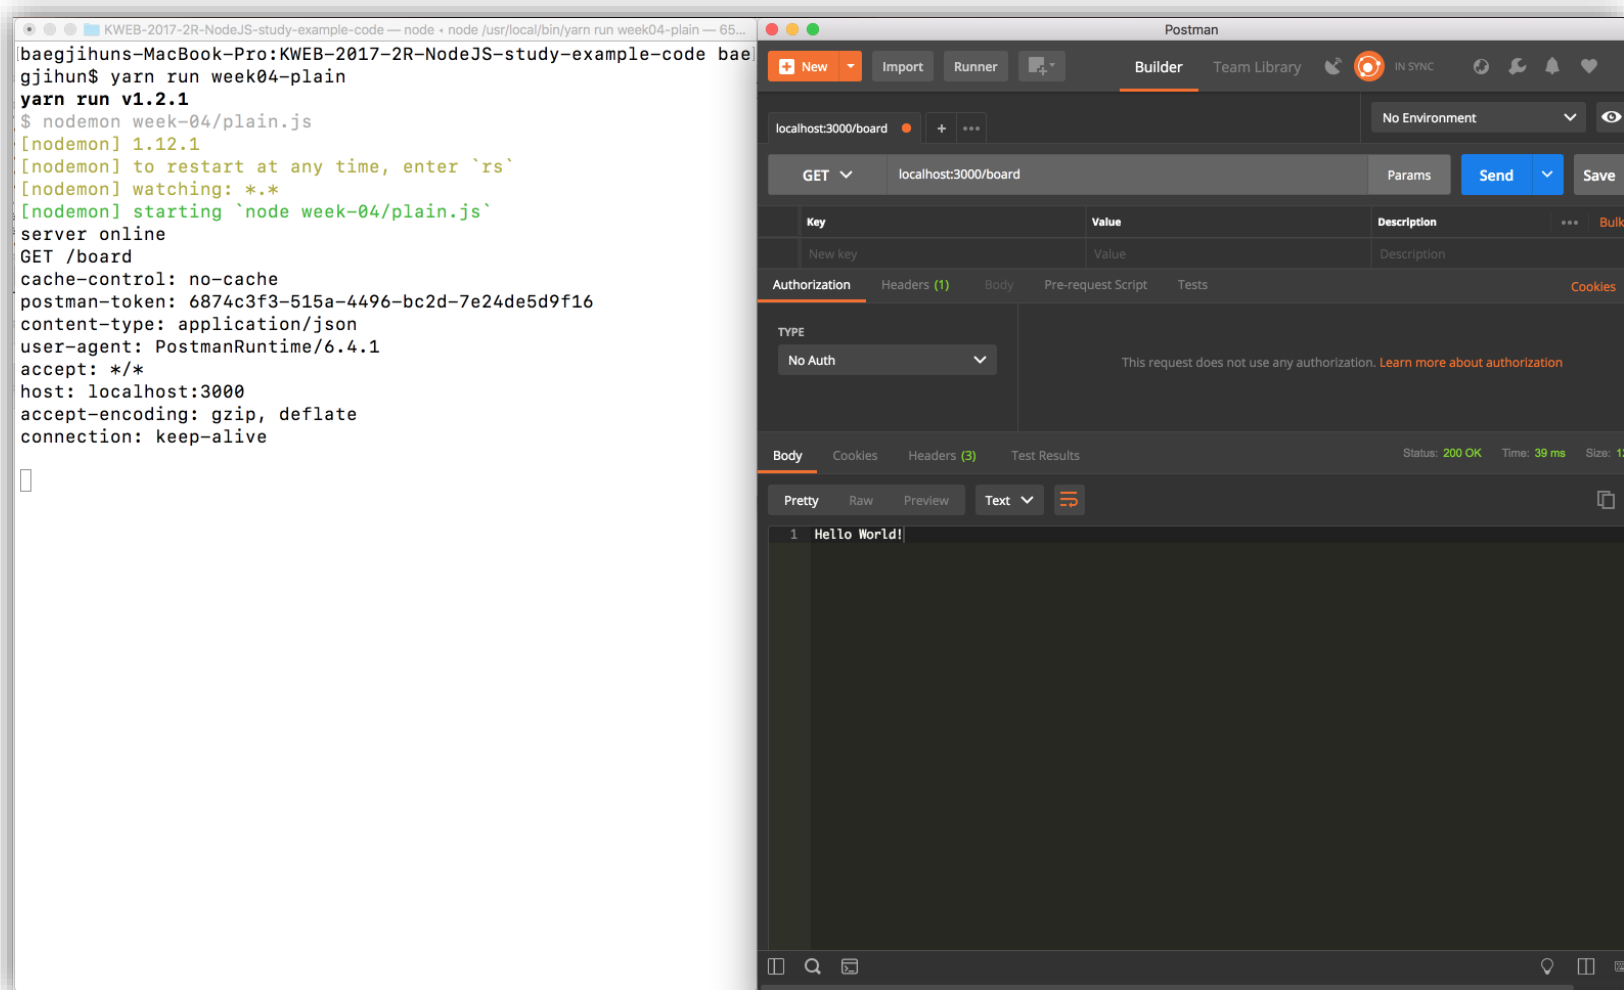 KWEB-2017-2R-NodeJS-study-example-code — node • node /usr/local/bin/yarn run week04-plain — 65...
baegjihuns-MacBook-Pro:KWEB-2017-2R-NodeJS-study-example-code bae
gjihun$ yarn run week04-plain
yarn run v1.2.1
$ nodemon week-04/plain.js
[nodemon] 1.12.1
[nodemon] to restart at any time, enter `rs`
[nodemon] watching: *.*
[nodemon] starting `node week-04/plain.js`
server online
GET /board
cache-control: no-cache
postman-token: 6874c3f3-515a-4496-bc2d-7e24de5d9f16
content-type: application/json
user-agent: PostmanRuntime/6.4.1
accept: */*
host: localhost:3000
accept-encoding: gzip, deflate
connection: keep-alive
Postman
New Import Runner Builder Team Library IN SYNC
localhost:3000/board + ••• No Environment
GET localhost:3000/board Params Send Save
Key Value Description ••• Bulk
New key Value Description
Authorization Headers (1) Body Pre-request Script Tests Cookies
TYPE
No Auth
This request does not use any authorization. Learn more about authorization
Body Cookies Headers (3) Test Results Status: 200 OK Time: 39 ms Size: 12
Pretty Raw Preview Text
1 Hello World!